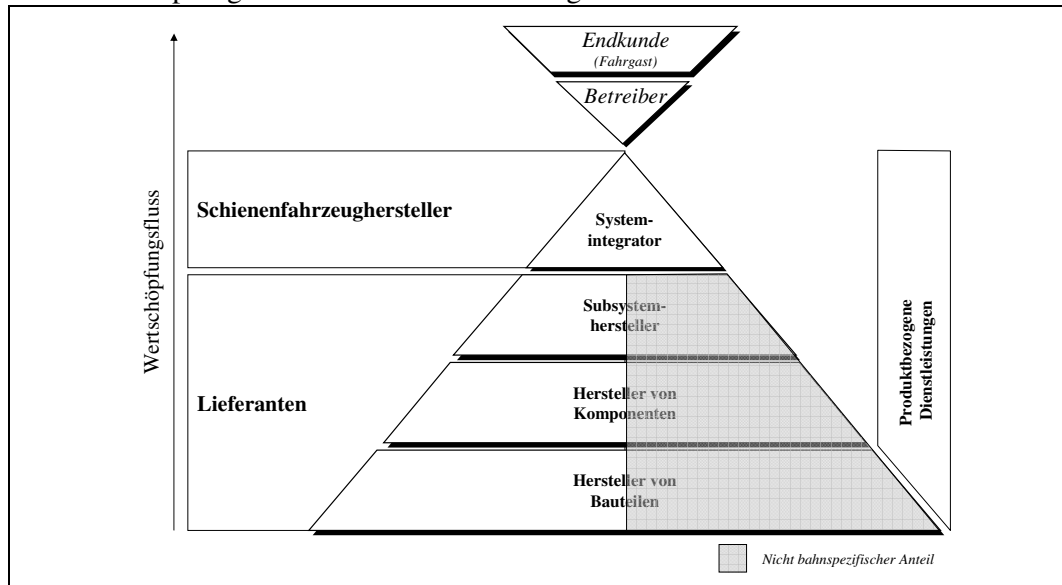 Endkunde
(Fahrgast)
Betreiber
Wertschöpfungsfluss
Schienenfahrzeughersteller
System-
integrator
Lieferanten
Subsystem-
hersteller
Hersteller von
Komponenten
Hersteller von
Bauteilen
Produktbezogene
Dienstleistungen
Nicht bahnspezifischer Anteil